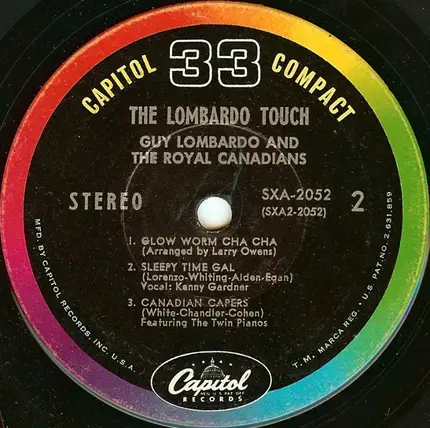 CAPITOL 33 COMPACT
THE LOMBARDO TOUCH
GUY LOMBARDO AND
THE ROYAL CANADIANS
STEREO
SXA-2052
(SXA2-2052)
2
1. GLOW WORM CHA CHA
(Arranged by Larry Owens)
2. SLEEPY TIME GAL
(Lorenzo-Whiting-Alden-Egan)
Vocal: Kenny Gardner
3. CANADIAN CAPERS
(White-Chandler-Cohen)
Featuring The Twin Pianos
Capitol
REG. U.S. PAT. OFF.
RECORDS
MFD. BY CAPITOL RECORDS, INC. U.S.A.
T. M. MARCA REG. • U.S. PAT. NO. 2,631,859